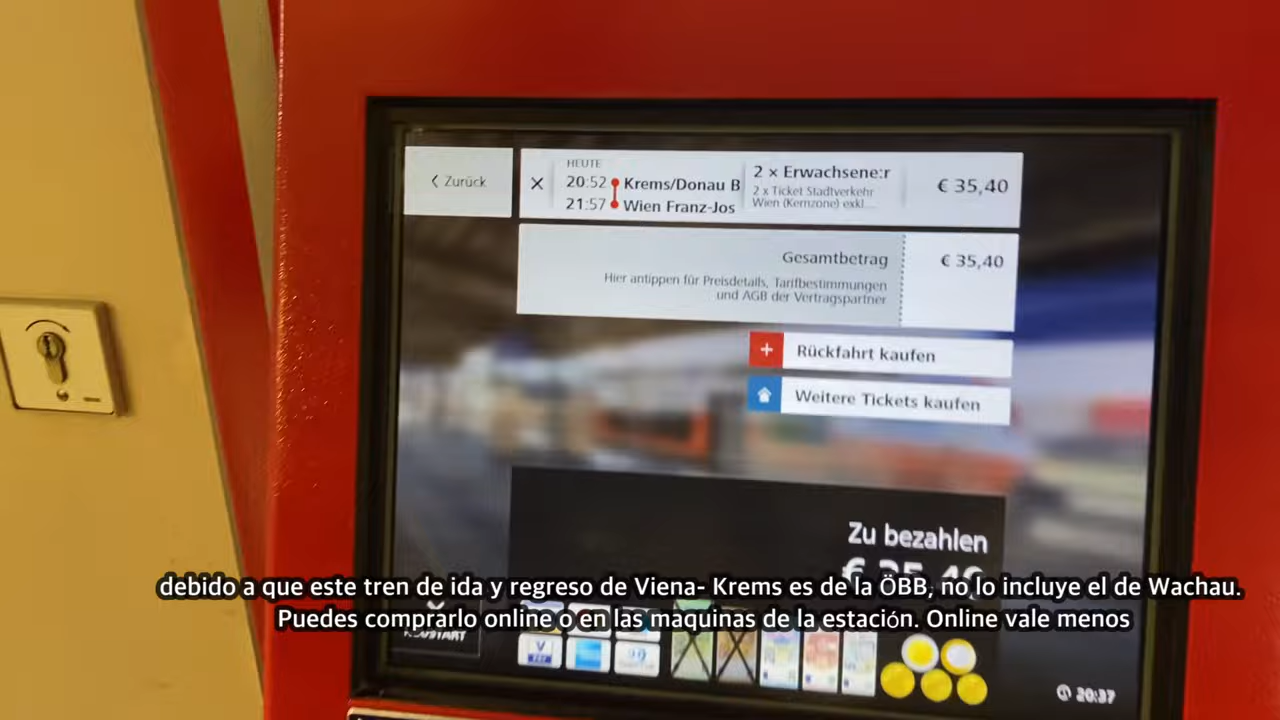 Zurück
HEUTE
20:52 Krems/Donau B
21:57 Wien Franz-Jos
2 × Erwachsene:r
2 x Ticket Stadtverkehr
Wien (Kernzone) exkl...
€ 35,40
Gesamtbetrag
€ 35,40
Hier antippen für Preisdetails, Tarifbestimmungen
und AGB der Vertragspartner
Rückfahrt kaufen
Weitere Tickets kaufen
Zu bezahlen
debido a que este tren de ida y regreso de Viena- Krems es de la ÖBB, no lo incluye el de Wachau.
Puedes comprarlo online o en las maquinas de la estación. Online vale menos
20:37